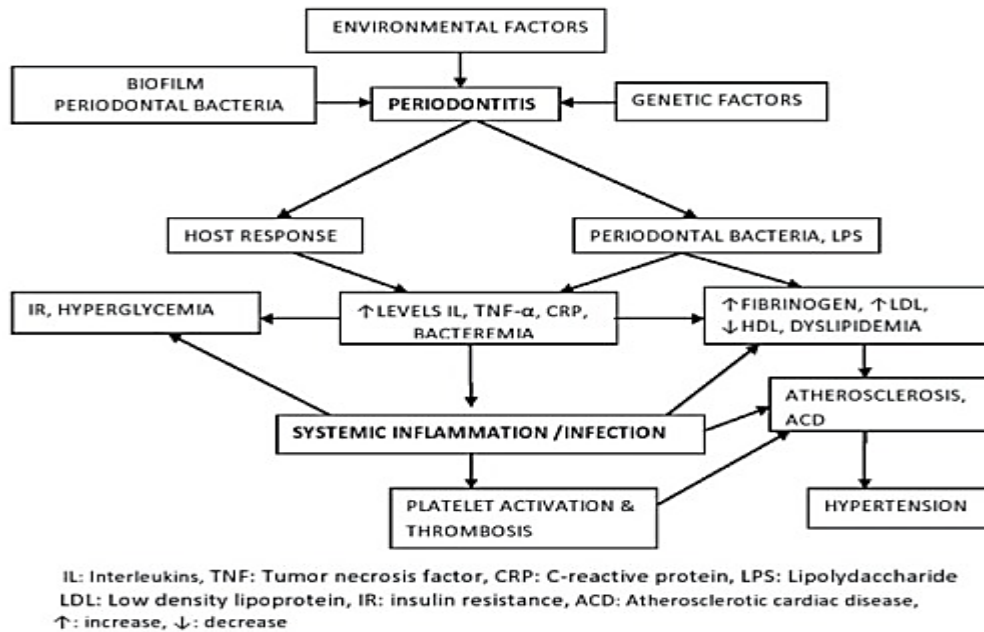 ENVIRONMENTAL FACTORS
BIOFILM
PERIODONTAL BACTERIA
PERIODONTITIS
GENETIC FACTORS
HOST RESPONSE
PERIODONTAL BACTERIA, LPS
IR, HYPERGLYCEMIA
↑LEVELS IL, TNF-α, CRP,
BACTEREMIA
↑FIBRINOGEN, ↑LDL,
↓HDL, DYSLIPIDEMIA
ATHEROSCLEROSIS,
ACD
SYSTEMIC INFLAMMATION /INFECTION
PLATELET ACTIVATION &
THROMBOSIS
HYPERTENSION
IL: Interleukins, TNF: Tumor necrosis factor, CRP: C-reactive protein, LPS: Lipolydaccharide
LDL: Low density lipoprotein, IR: insulin resistance, ACD: Atherosclerotic cardiac disease,
↑: increase, ↓: decrease